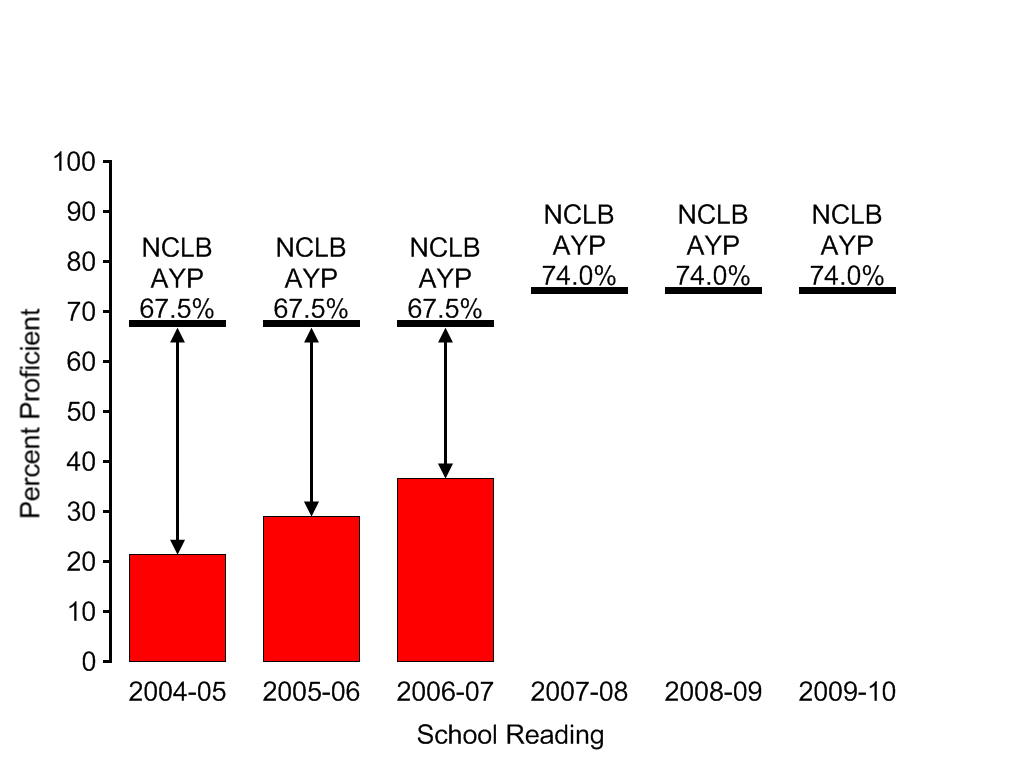 100
90
80
70
60
50
40
30
20
10
0
Percent Proficient
NCLB
AYP
67.5%
NCLB
AYP
67.5%
NCLB
AYP
67.5%
NCLB
AYP
74.0%
NCLB
AYP
74.0%
NCLB
AYP
74.0%
2004-05 2005-06 2006-07 2007-08 2008-09 2009-10
School Reading